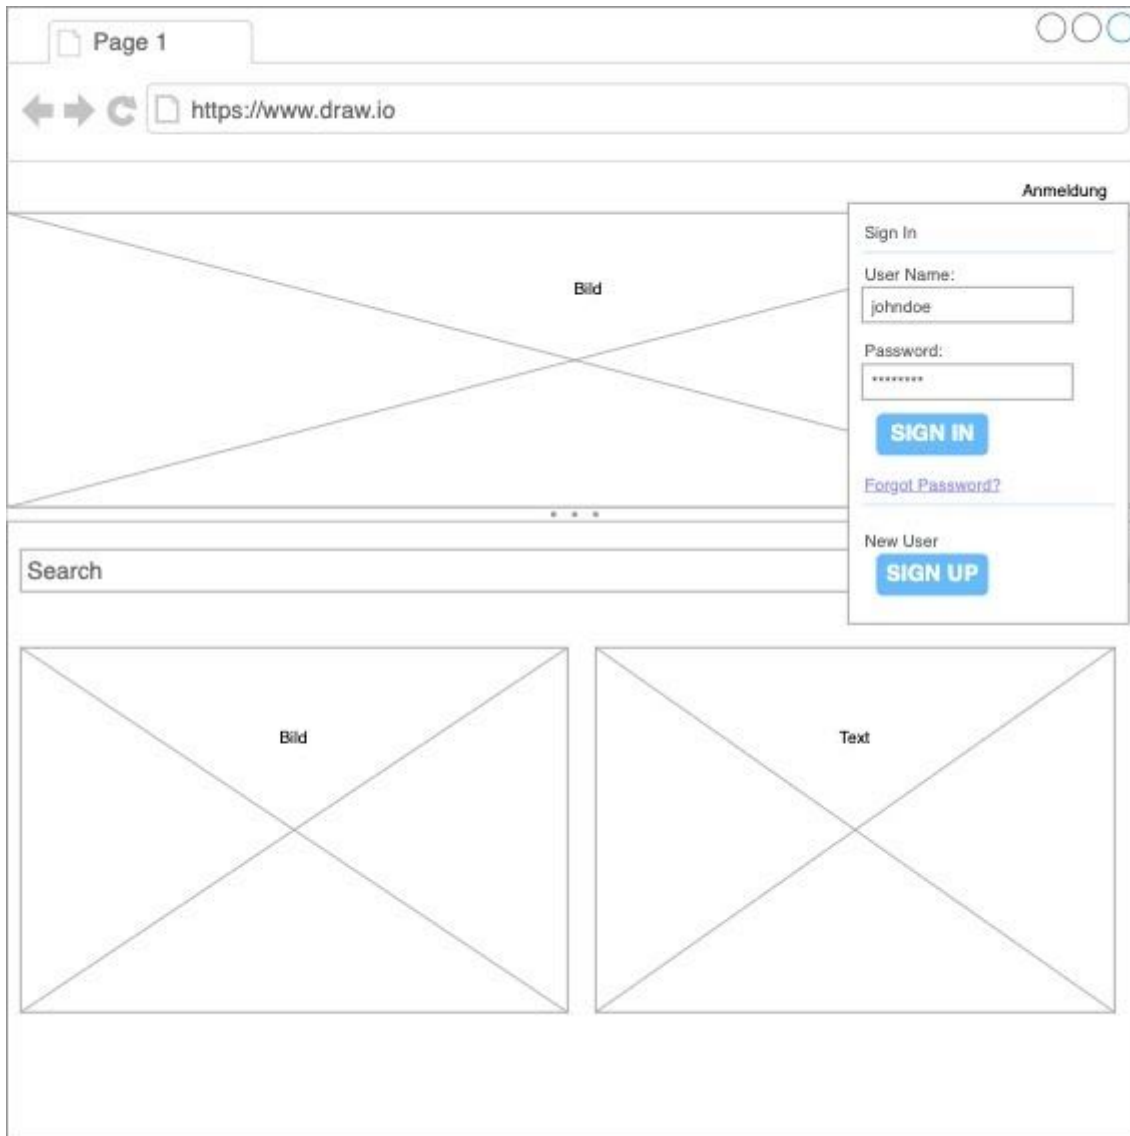 Page 1
https://www.draw.io
Anmeldung
Sign In
User Name:
Bild
johndoe
Password:
********
SIGN IN
Forgot Password?
New User
Search
SIGN UP
Bild
Text